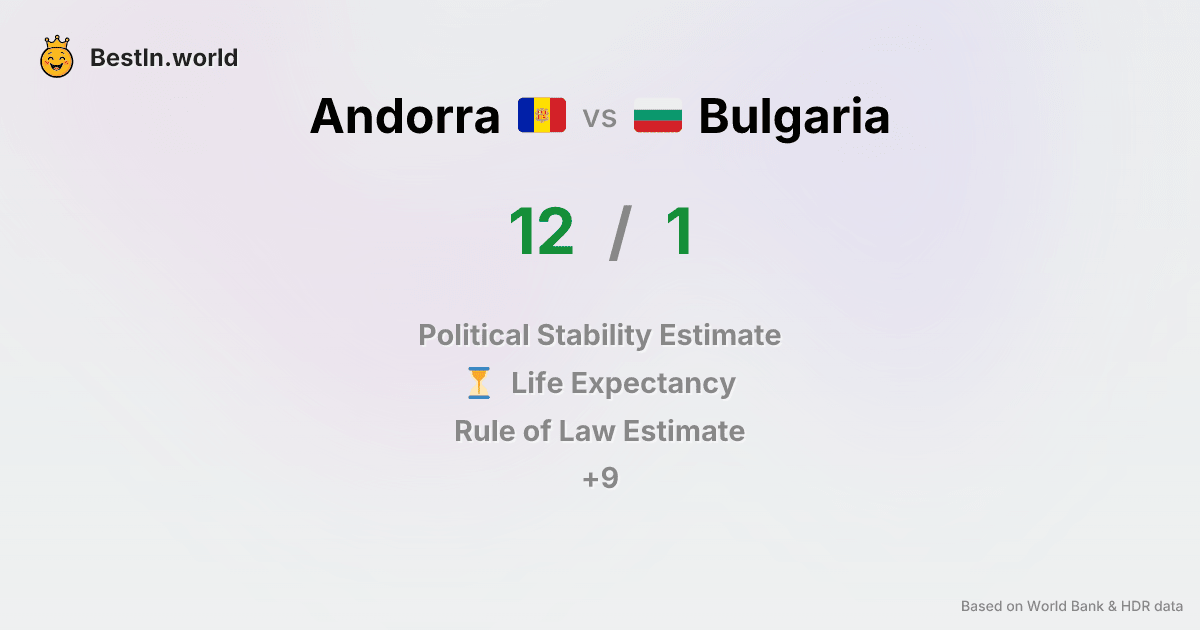 BestIn.world
Andorra vs Bulgaria
12 / 1
Political Stability Estimate
Life Expectancy
Rule of Law Estimate
+9
Based on World Bank & HDR data